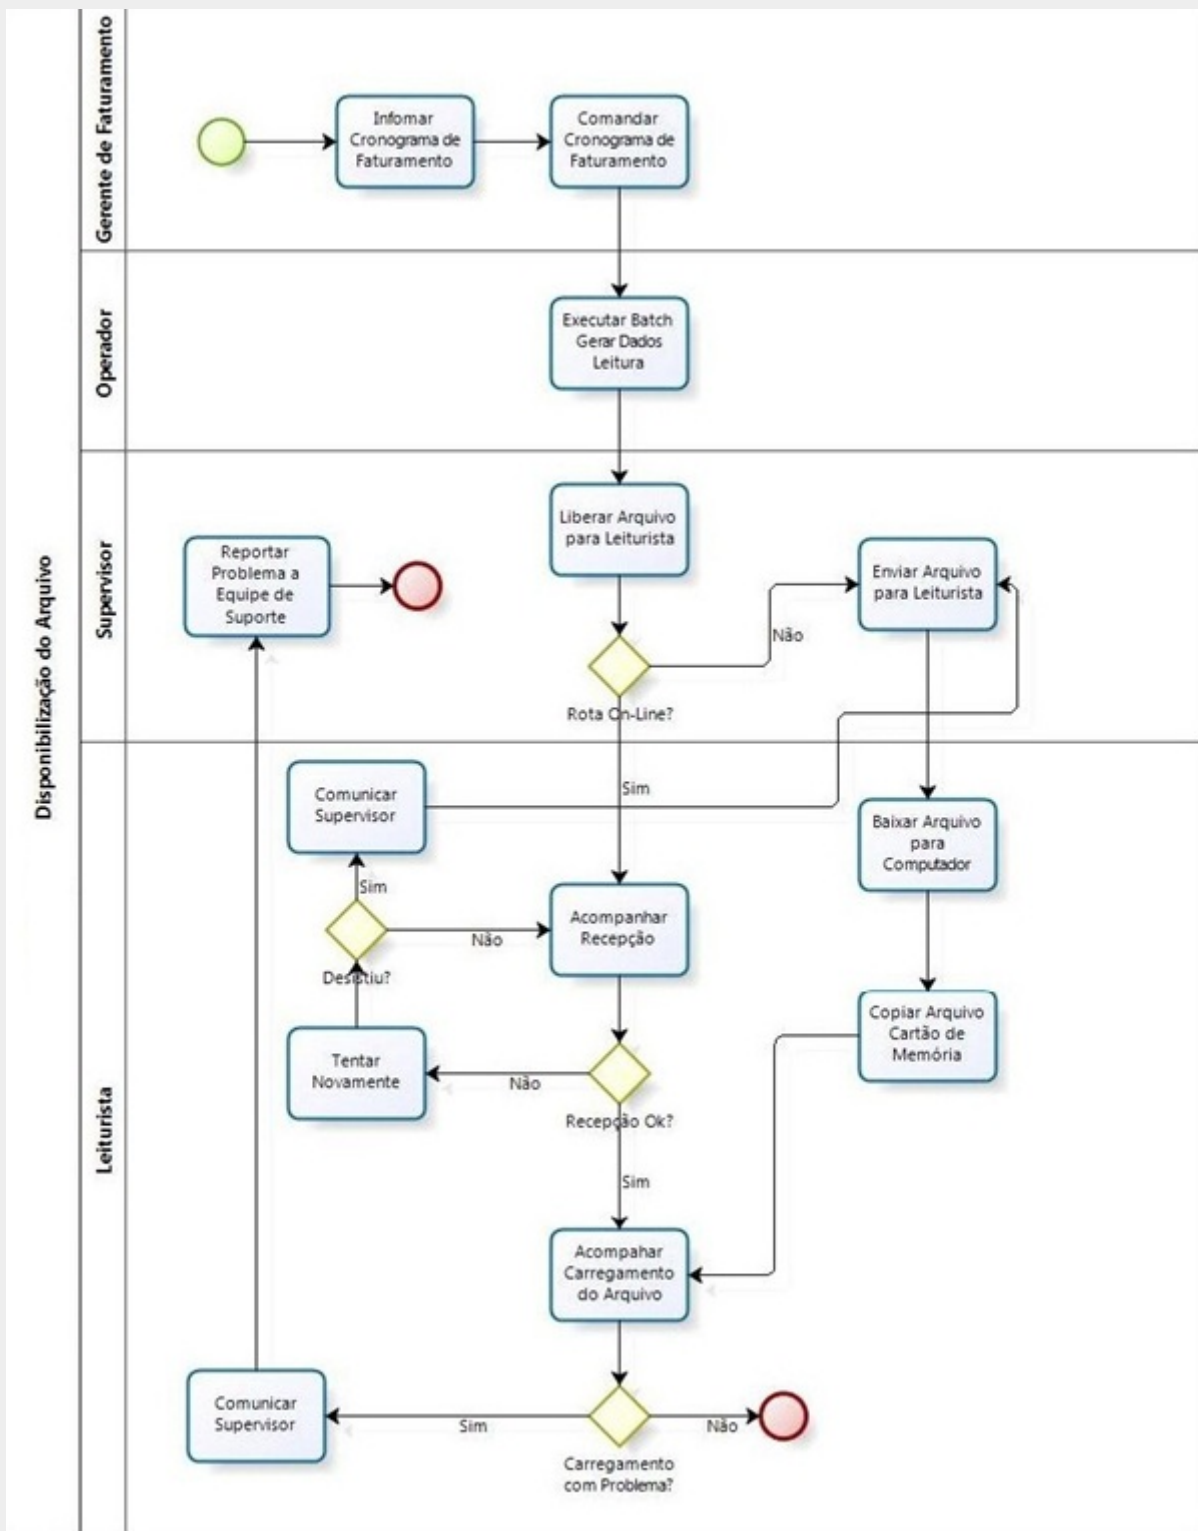 Disponibilização do Arquivo
Gerente de Faturamento
Infomar
Cronograma de
Faturamento
Comandar
Cronograma de
Faturamento
Operador
Executar Batch
Gerar Dados
Leitura
Supervisor
Liberar Arquivo
para Leiturista
Reportar
Problema a
Equipe de
Suporte
Enviar Arquivo
para Leiturista
Não
Rota On-Line?
Leiturista
Sim
Comunicar
Supervisor
Baixar Arquivo
para
Computador
Sim
Acompanhar
Recepção
Não
Desistiu?
Copiar Arquivo
Cartão de
Memória
Tentar
Novamente
Não
Recepção Ok?
Sim
Acompahar
Carregamento
do Arquivo
Comunicar
Supervisor
Sim
Não
Carregamento
com Problema?